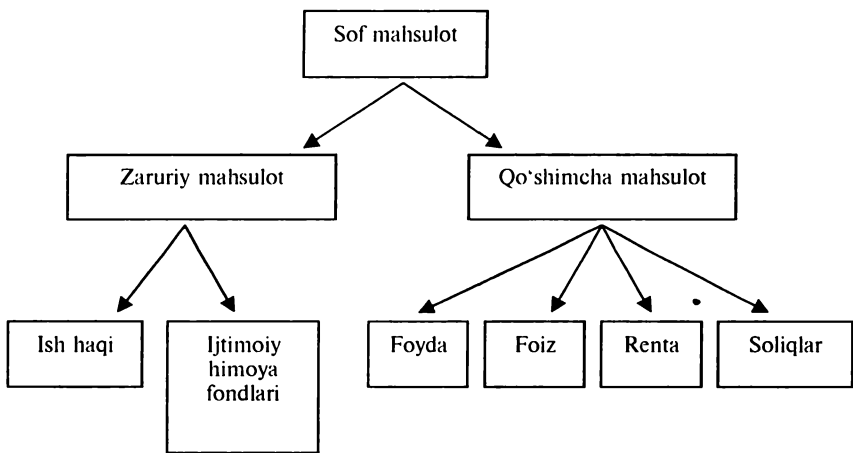 Sof mahsulot
Zaruriy mahsulot
Qo‘shimcha mahsulot
Ish haqi
Ijtimoiy
himoya
fondlari
Foyda
Foiz
Renta
Soliqlar